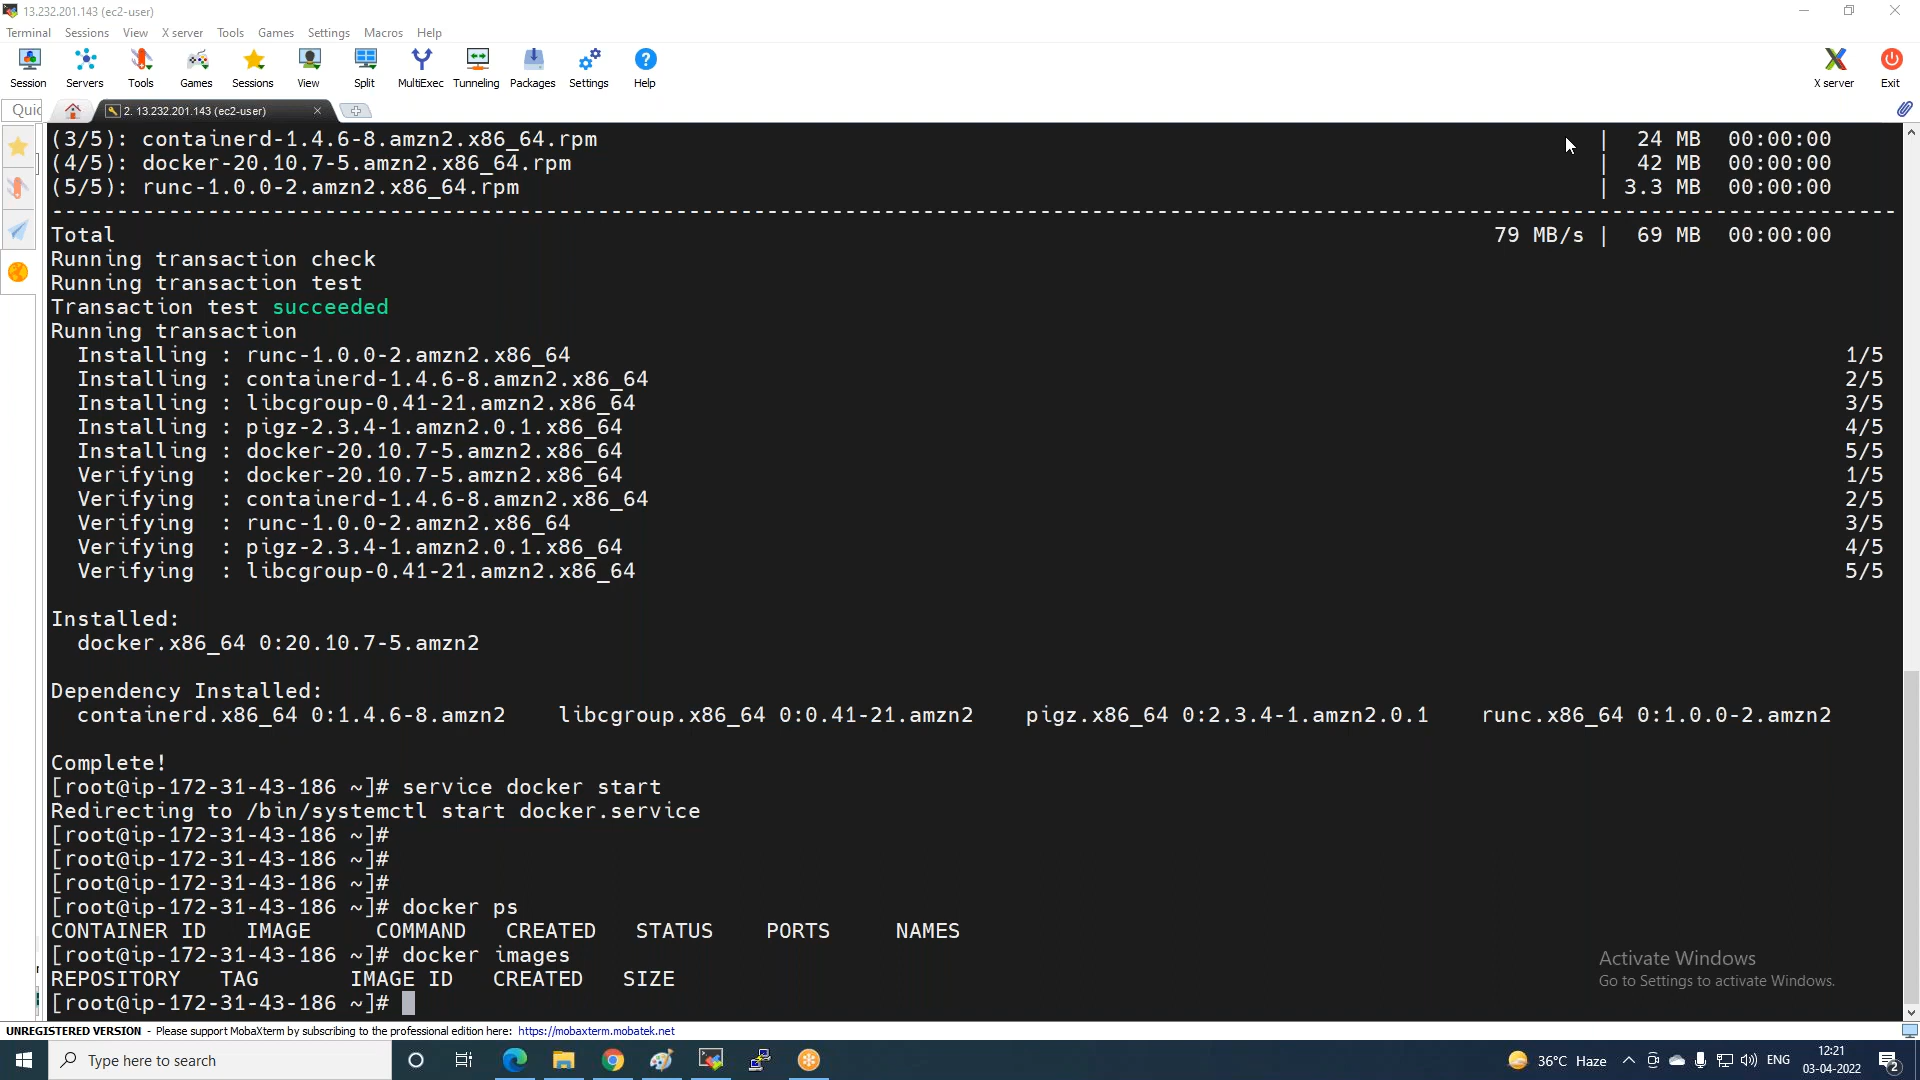 13.232.201.143 (ec2-user)
Terminal Sessions View X server Tools Games Settings Macros Help
Session Servers Tools Games Sessions View Split MultiExec Tunneling Packages Settings Help X server Exit
Quic 2. 13.232.201.143 (ec2-user)
(3/5): containerd-1.4.6-8.amzn2.x86_64.rpm | 24 MB 00:00:00
(4/5): docker-20.10.7-5.amzn2.x86_64.rpm | 42 MB 00:00:00
(5/5): runc-1.0.0-2.amzn2.x86_64.rpm | 3.3 MB 00:00:00
----------------------------------------------------------------------------------------------------------------------------------------------
Total 79 MB/s | 69 MB 00:00:00
Running transaction check
Running transaction test
Transaction test succeeded
Running transaction
Installing : runc-1.0.0-2.amzn2.x86_64 1/5
Installing : containerd-1.4.6-8.amzn2.x86_64 2/5
Installing : libcgroup-0.41-21.amzn2.x86_64 3/5
Installing : pigz-2.3.4-1.amzn2.0.1.x86_64 4/5
Installing : docker-20.10.7-5.amzn2.x86_64 5/5
Verifying : docker-20.10.7-5.amzn2.x86_64 1/5
Verifying : containerd-1.4.6-8.amzn2.x86_64 2/5
Verifying : runc-1.0.0-2.amzn2.x86_64 3/5
Verifying : pigz-2.3.4-1.amzn2.0.1.x86_64 4/5
Verifying : libcgroup-0.41-21.amzn2.x86_64 5/5
Installed:
docker.x86_64 0:20.10.7-5.amzn2
Dependency Installed:
containerd.x86_64 0:1.4.6-8.amzn2 libcgroup.x86_64 0:0.41-21.amzn2 pigz.x86_64 0:2.3.4-1.amzn2.0.1 runc.x86_64 0:1.0.0-2.amzn2
Complete!
[root@ip-172-31-43-186 ~]# service docker start
Redirecting to /bin/systemctl start docker.service
[root@ip-172-31-43-186 ~]#
[root@ip-172-31-43-186 ~]#
[root@ip-172-31-43-186 ~]#
[root@ip-172-31-43-186 ~]# docker ps
CONTAINER ID IMAGE COMMAND CREATED STATUS PORTS NAMES
[root@ip-172-31-43-186 ~]# docker images
REPOSITORY TAG IMAGE ID CREATED SIZE
[root@ip-172-31-43-186 ~]#
Activate Windows
Go to Settings to activate Windows.
UNREGISTERED VERSION - Please support MobaXterm by subscribing to the professional edition here: https://mobaxterm.mobatek.net
Type here to search
36°C Haze ENG
12:21
03-04-2022
2